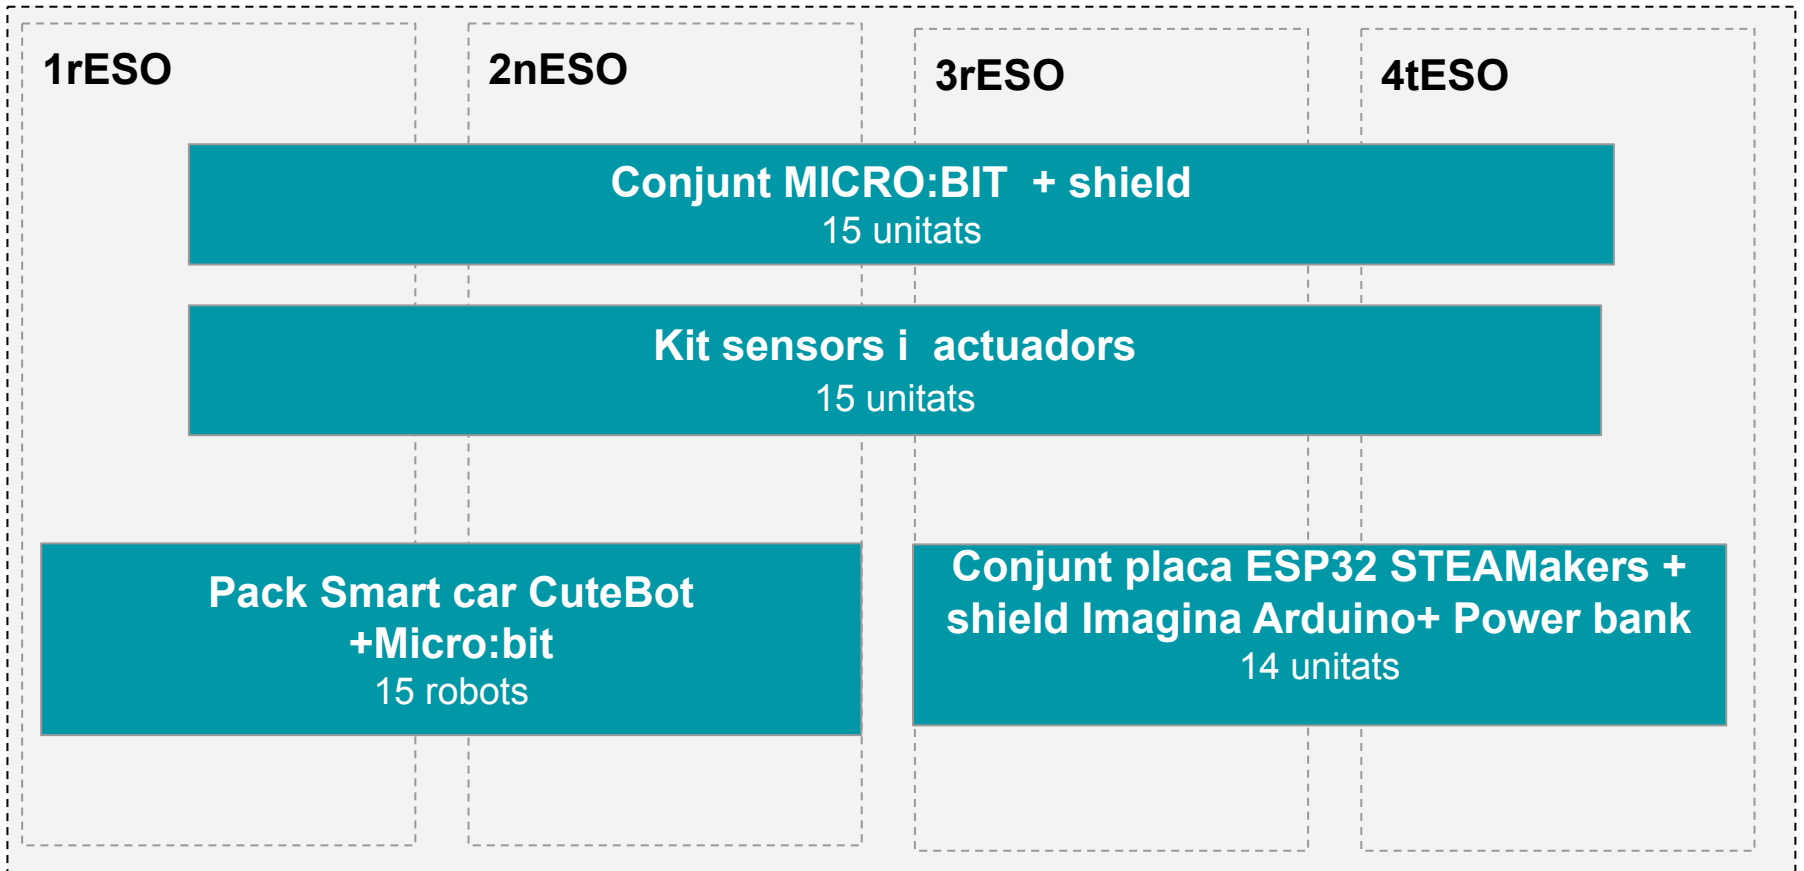 1rESO
2nESO
3rESO
4tESO
Conjunt MICRO:BIT + shield
15 unitats
Kit sensors i actuadors
15 unitats
Pack Smart car CuteBot
+Micro:bit
15 robots
Conjunt placa ESP32 STEAMakers +
shield Imagina Arduino+ Power bank
14 unitats